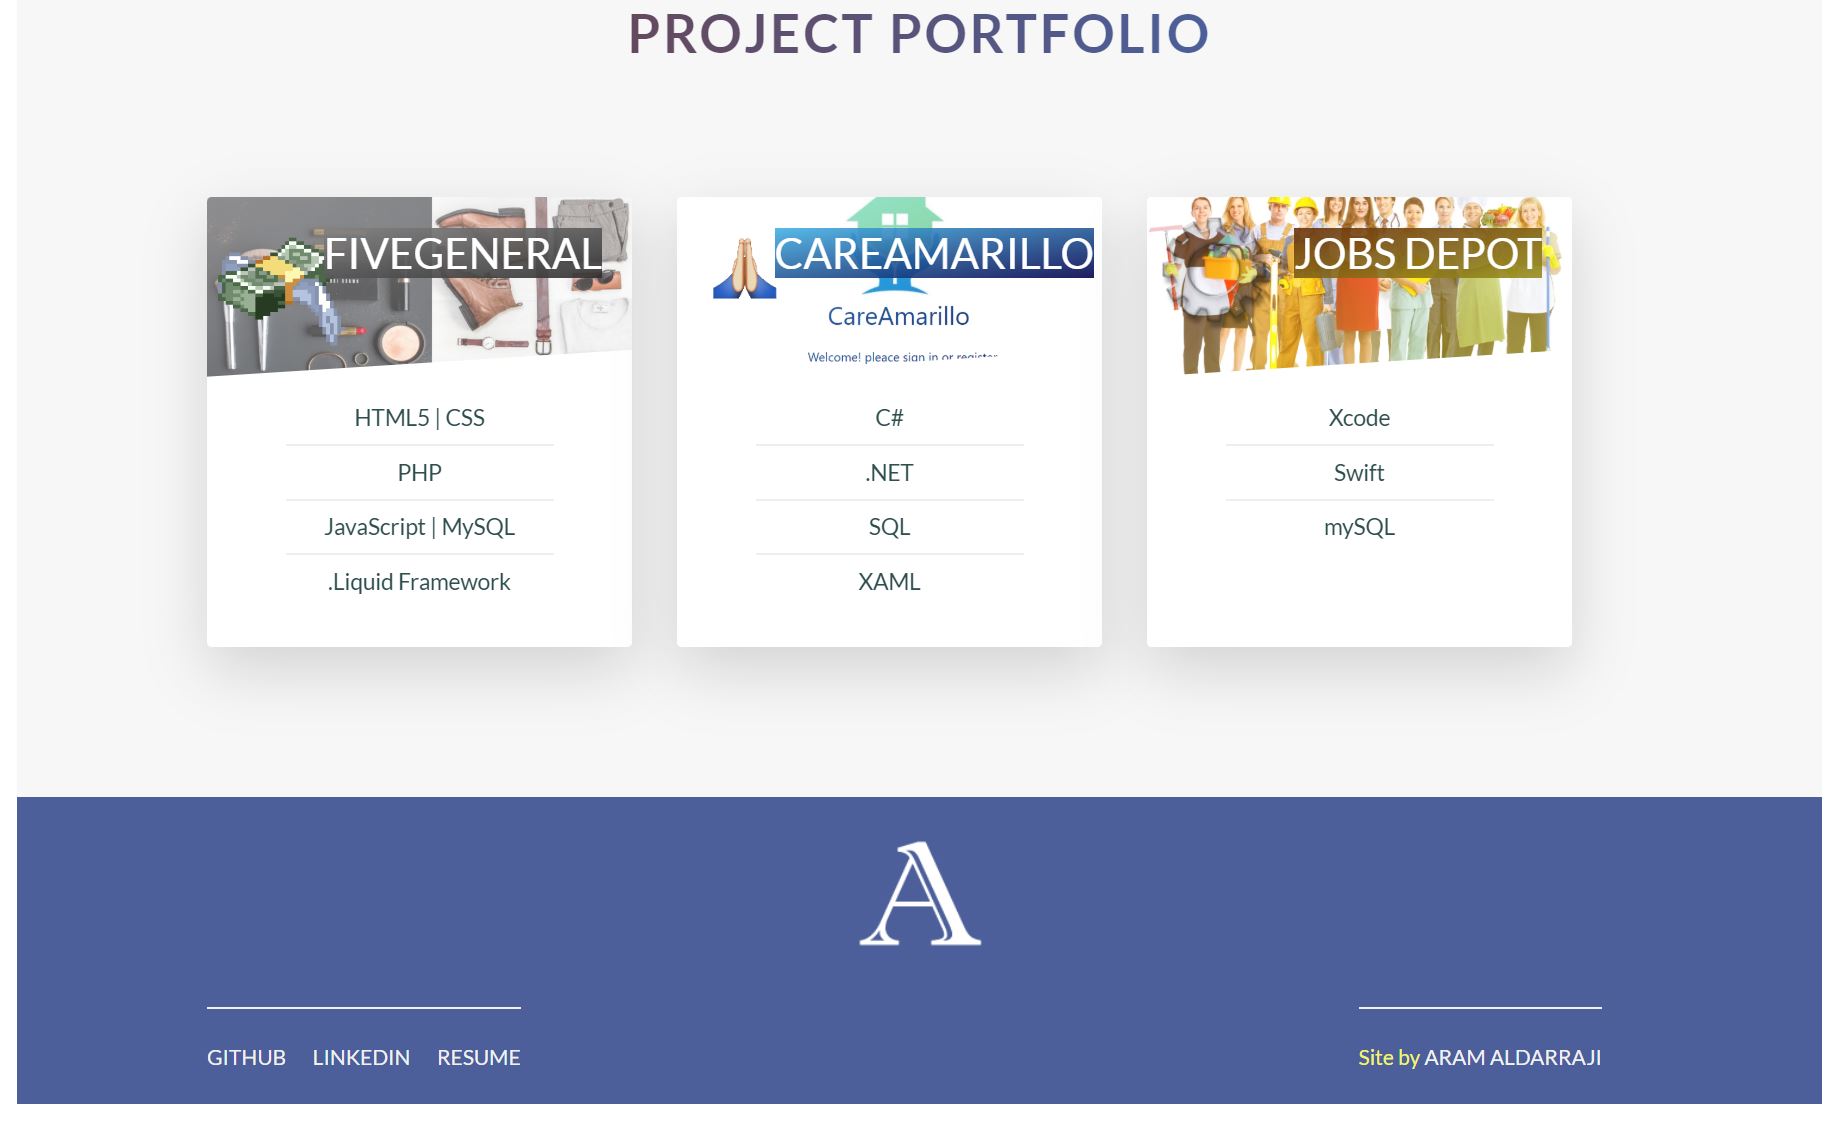 PROJECT PORTFOLIO
FIVEGENERAL
HTML5 | CSS
PHP
JavaScript | MySQL
.Liquid Framework
CAREAMARILLO
CareAmarillo
Welcome! pleace sign in or register
C#
.NET
SQL
XAML
JOBS DEPOT
Xcode
Swift
mySQL
A
GITHUB LINKEDIN RESUME
Site by ARAM ALDARRAJI